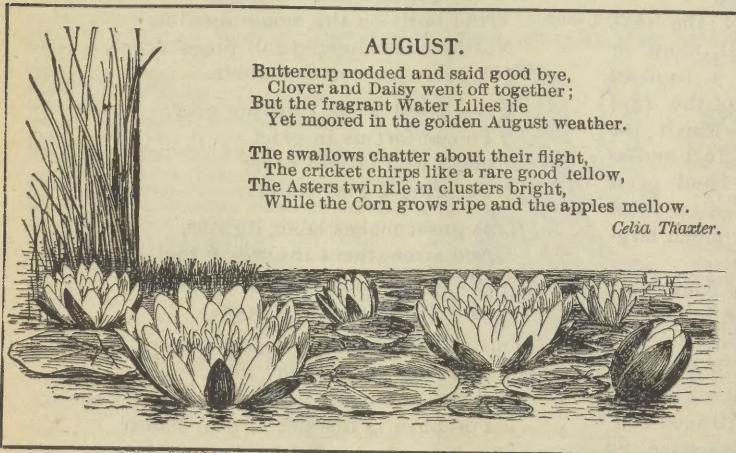 AUGUST.
Buttercup nodded and said good bye,
Clover and Daisy went off together;
But the fragrant Water Lilies lie
Yet moored in the golden August weather.
The swallows chatter about their flight,
The cricket chirps like a rare good fellow,
The Asters twinkle in clusters bright,
While the Corn grows ripe and the apples mellow.
Celia Thaxter.